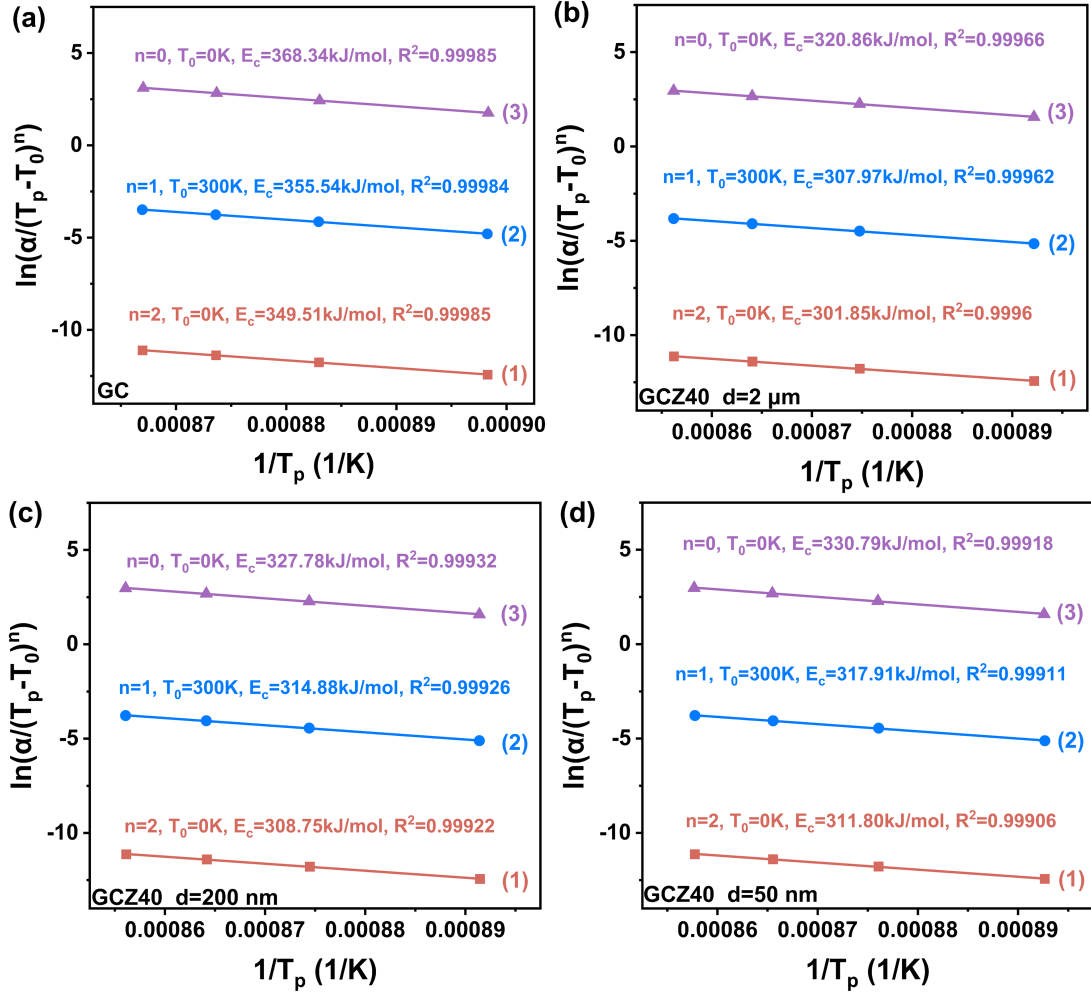 (a)
5
0
-5
-10
ln(α/(Tp-T0)^n)
n=0, T0=0K, Ec=368.34kJ/mol, R²=0.99985
(3)
n=1, T0=300K, Ec=355.54kJ/mol, R²=0.99984
(2)
n=2, T0=0K, Ec=349.51kJ/mol, R²=0.99985
(1)
GC
0.00087 0.00088 0.00089 0.00090
1/Tp (1/K)
(b)
5
0
-5
-10
ln(α/(Tp-T0)^n)
n=0, T0=0K, Ec=320.86kJ/mol, R²=0.99966
(3)
n=1, T0=300K, Ec=307.97kJ/mol, R²=0.99962
(2)
n=2, T0=0K, Ec=301.85kJ/mol, R²=0.9996
(1)
GCZ40 d=2 μm
0.00086 0.00087 0.00088 0.00089
1/Tp (1/K)
(c)
5
0
-5
-10
ln(α/(Tp-T0)^n)
n=0, T0=0K, Ec=327.78kJ/mol, R²=0.99932
(3)
n=1, T0=300K, Ec=314.88kJ/mol, R²=0.99926
(2)
n=2, T0=0K, Ec=308.75kJ/mol, R²=0.99922
(1)
GCZ40 d=200 nm
0.00086 0.00087 0.00088 0.00089
1/Tp (1/K)
(d)
5
0
-5
-10
ln(α/(Tp-T0)^n)
n=0, T0=0K, Ec=330.79kJ/mol, R²=0.99918
(3)
n=1, T0=300K, Ec=317.91kJ/mol, R²=0.99911
(2)
n=2, T0=0K, Ec=311.80kJ/mol, R²=0.99906
(1)
GCZ40 d=50 nm
0.00086 0.00087 0.00088 0.00089
1/Tp (1/K)